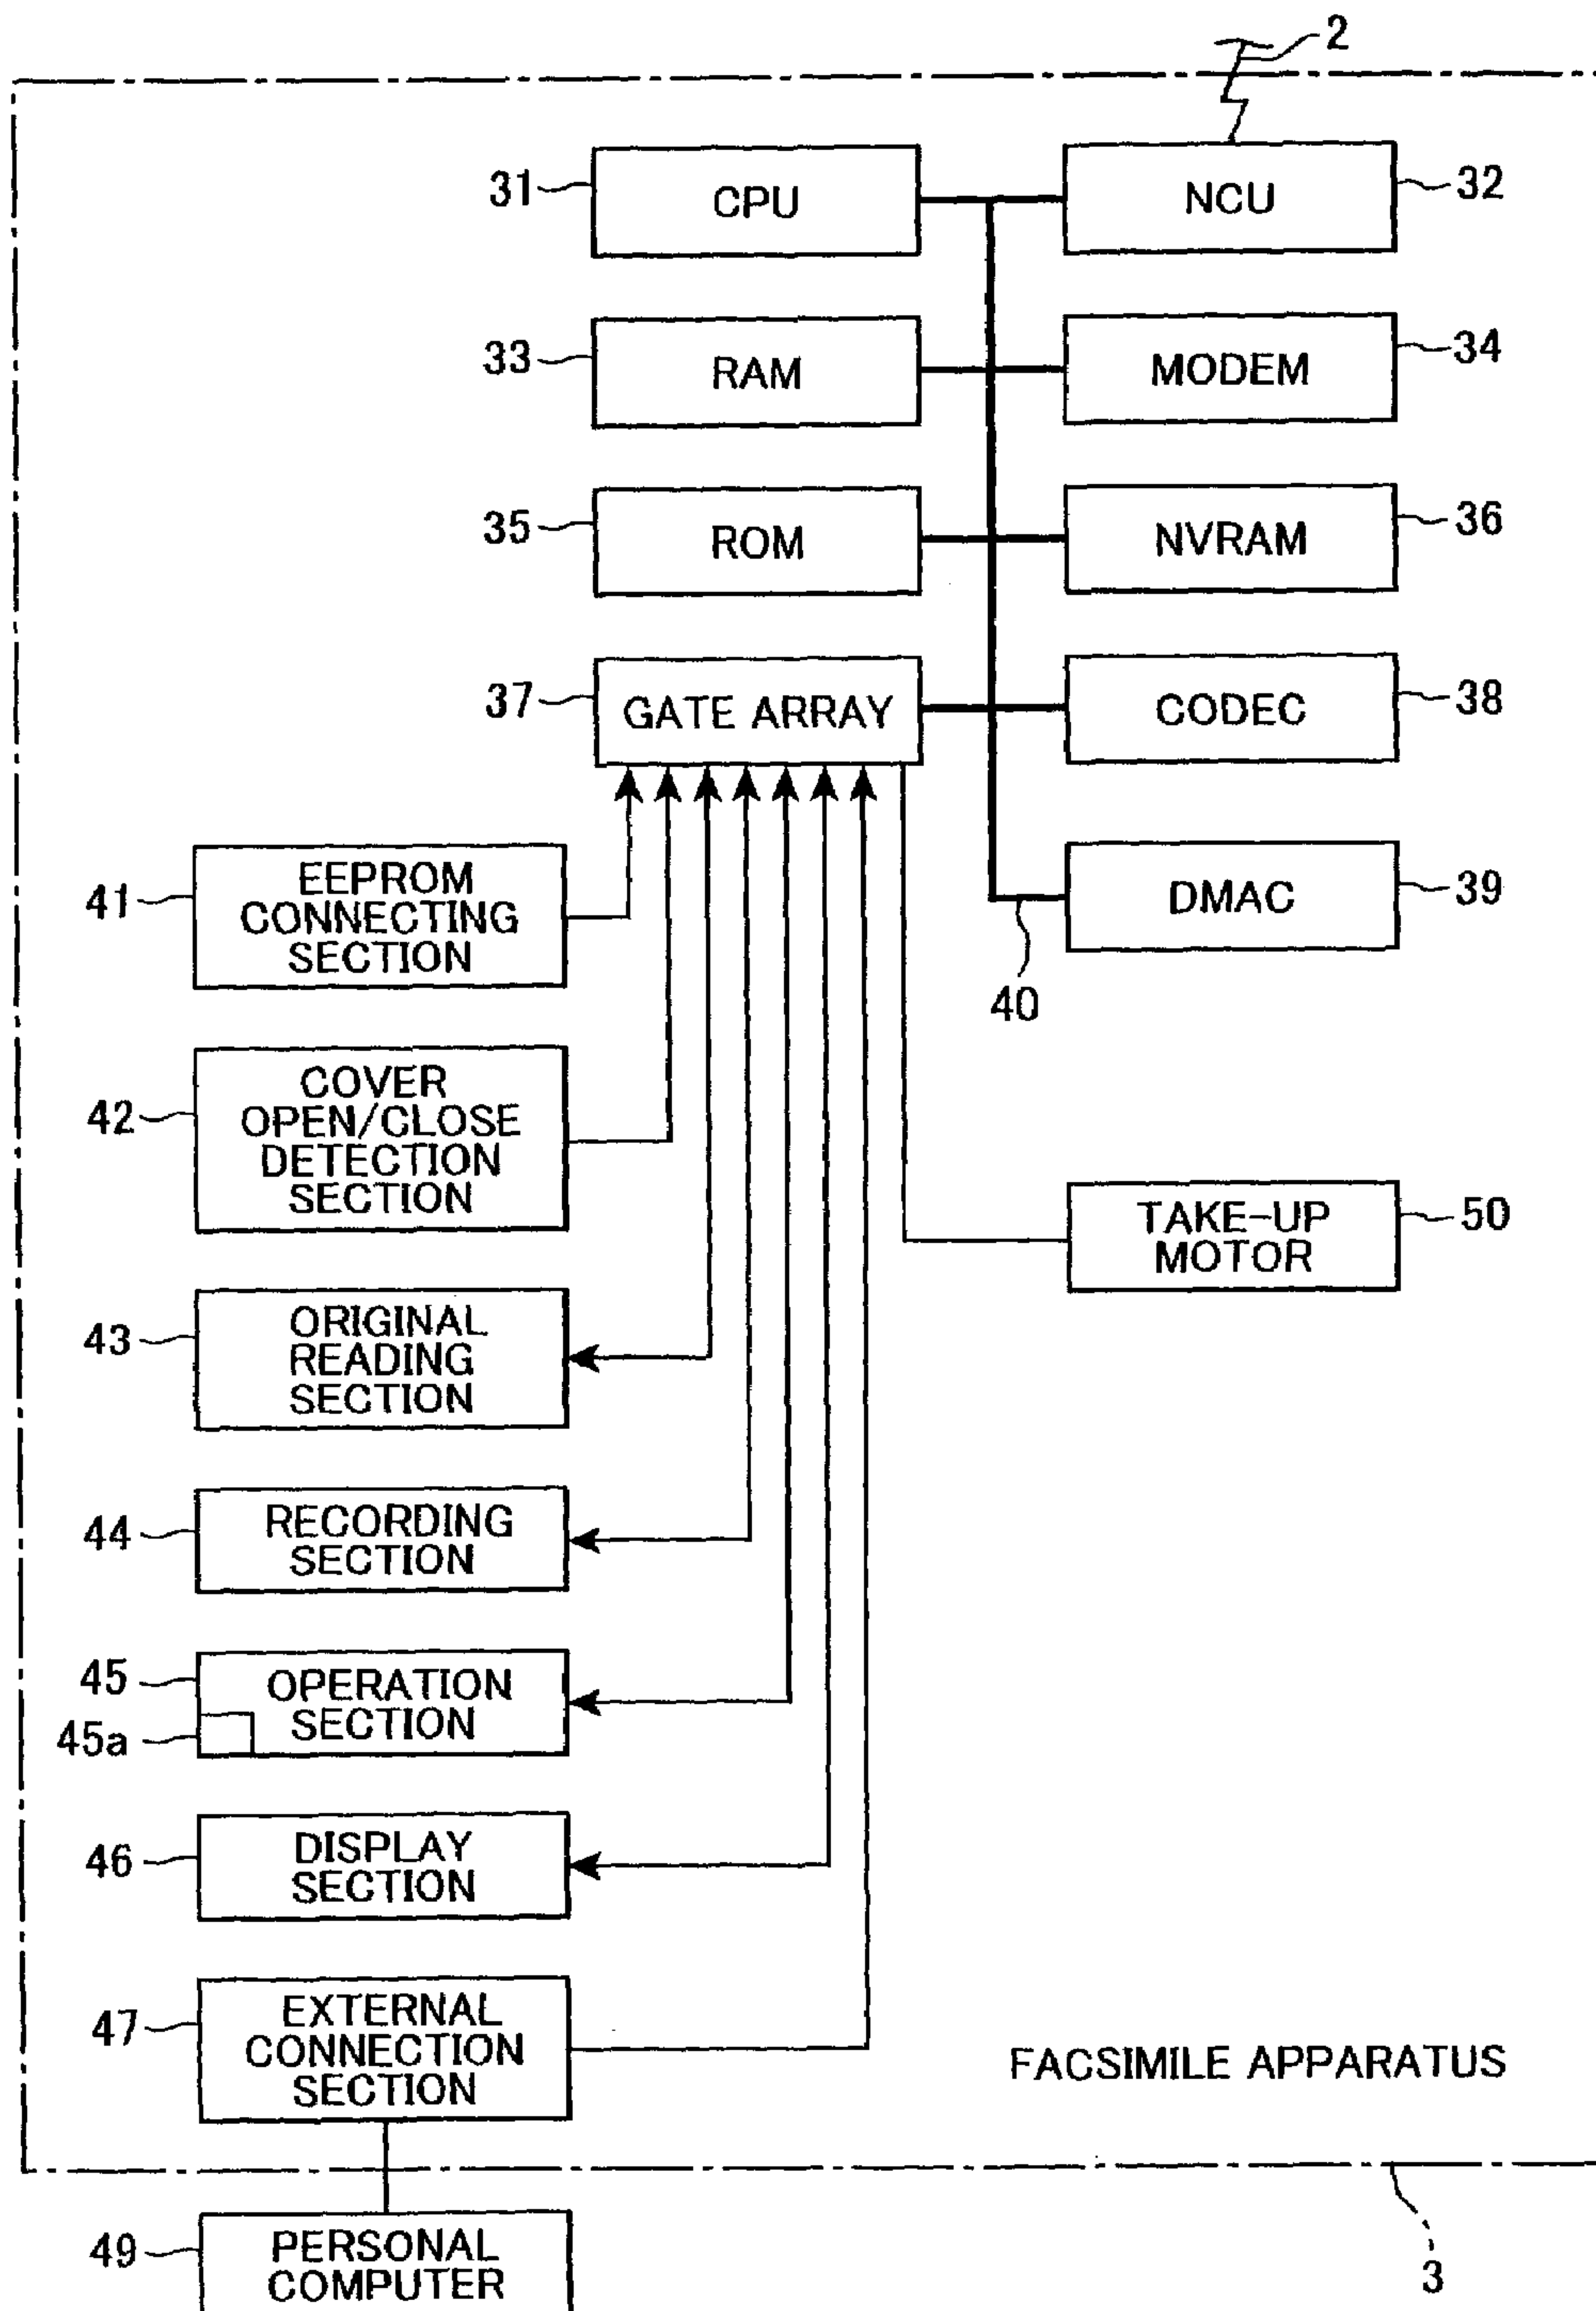 2
31 CPU NCU 32
33 RAM MODEM 34
35 ROM NVRAM 36
37 GATE ARRAY CODEC 38
DMAC 39
40
41 EEPROM
CONNECTING
SECTION
42 COVER
OPEN/CLOSE
DETECTION
SECTION
TAKE-UP
MOTOR 50
43 ORIGINAL
READING
SECTION
44 RECORDING
SECTION
45 OPERATION
SECTION
45a
46 DISPLAY
SECTION
47 EXTERNAL
CONNECTION
SECTION
FACSIMILE APPARATUS
49 PERSONAL
COMPUTER
3